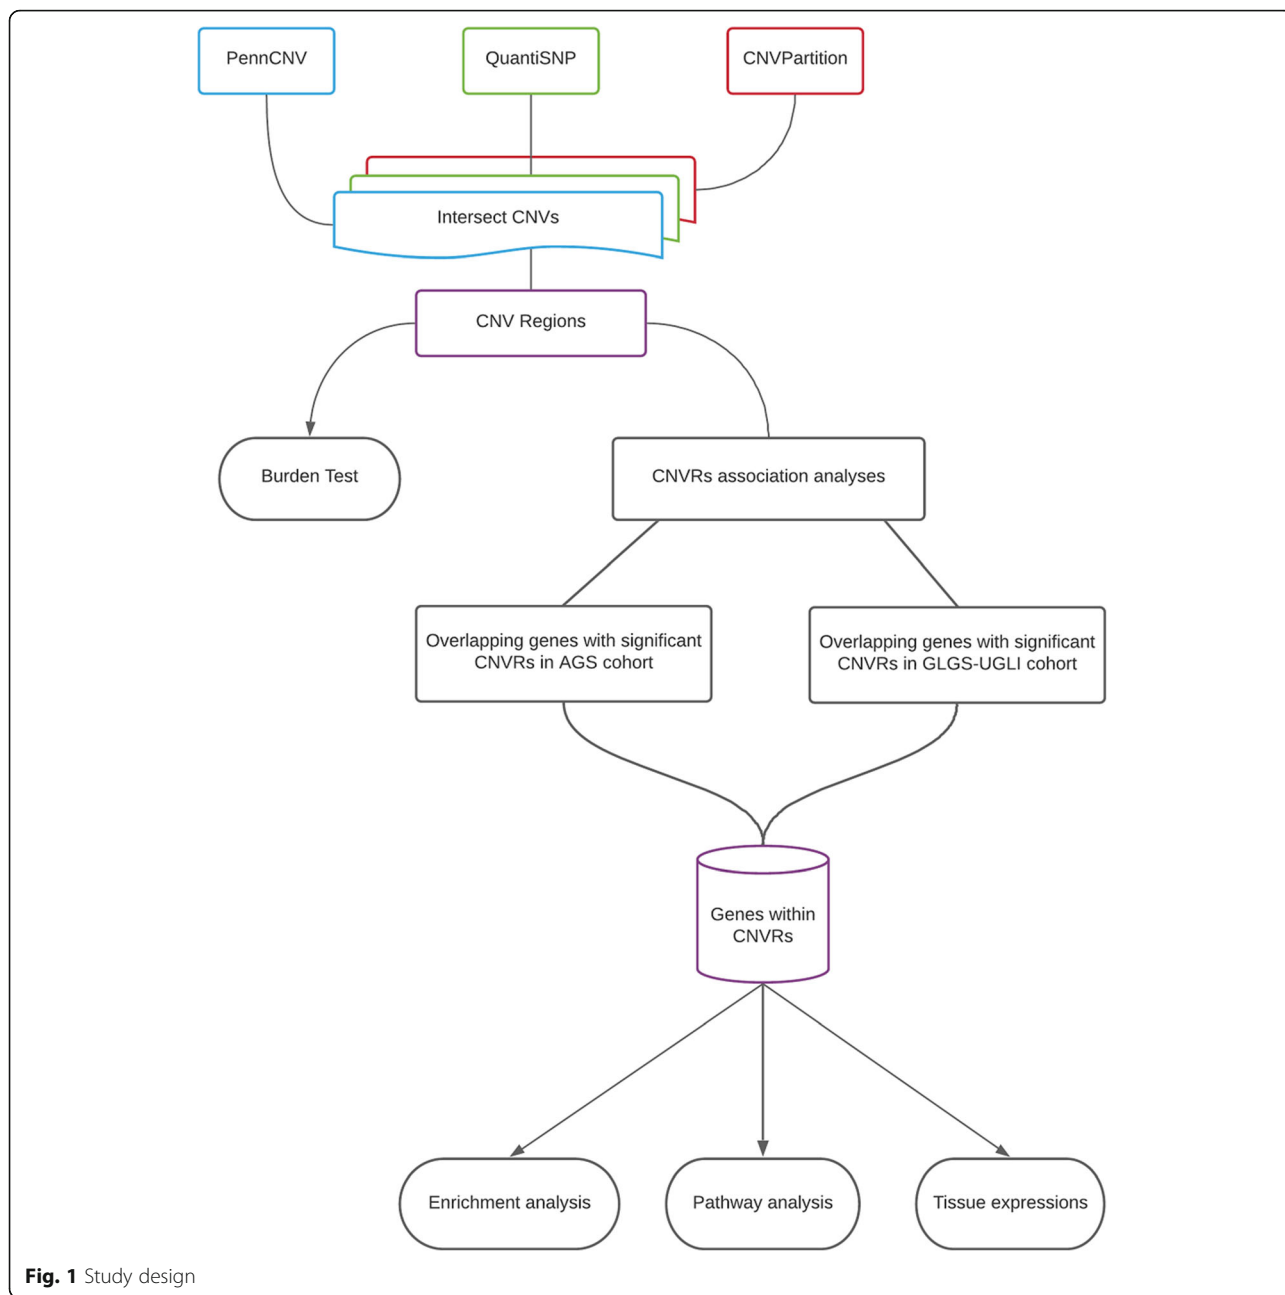 PennCNV
QuantiSNP
CNVPartition
Intersect CNVs
CNV Regions
Burden Test
CNVRs association analyses
Overlapping genes with significant
CNVRs in AGS cohort
Overlapping genes with significant
CNVRs in GLGS-UGLI cohort
Genes within
CNVRs
Enrichment analysis
Pathway analysis
Tissue expressions
Fig. 1 Study design